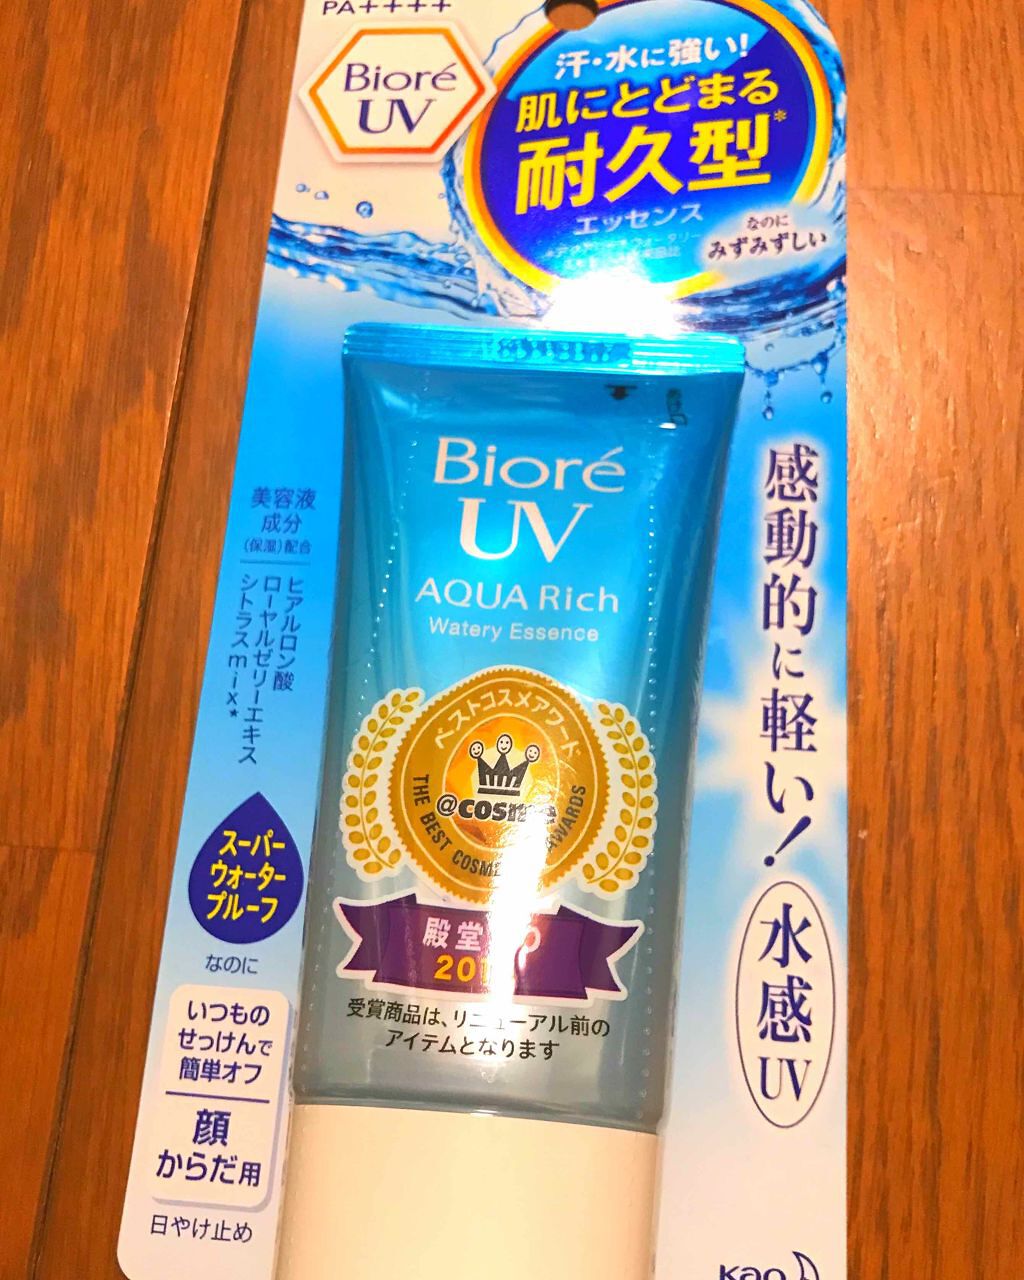 PA++++
Bioré
UV
汗・水に強い!
肌にとどまる
耐久型*
エッセンス
なのに
みずみずしい
Bioré
UV
AQUA Rich
Watery Essence
ベストコスメアワード
@cosme
THE BEST COSME AWARDS
殿堂
受賞商品は、リニューアル前の
アイテムとなります
美容液
成分
(保湿)配合
ヒアルロン酸
ローヤルゼリーエキス
シトラスmix*
スーパー
ウォーター
プルーフ
なのに
いつもの
せっけんで
簡単オフ
顔
からだ用
日やけ止め
感動的に軽い!
水感
UV
Kao